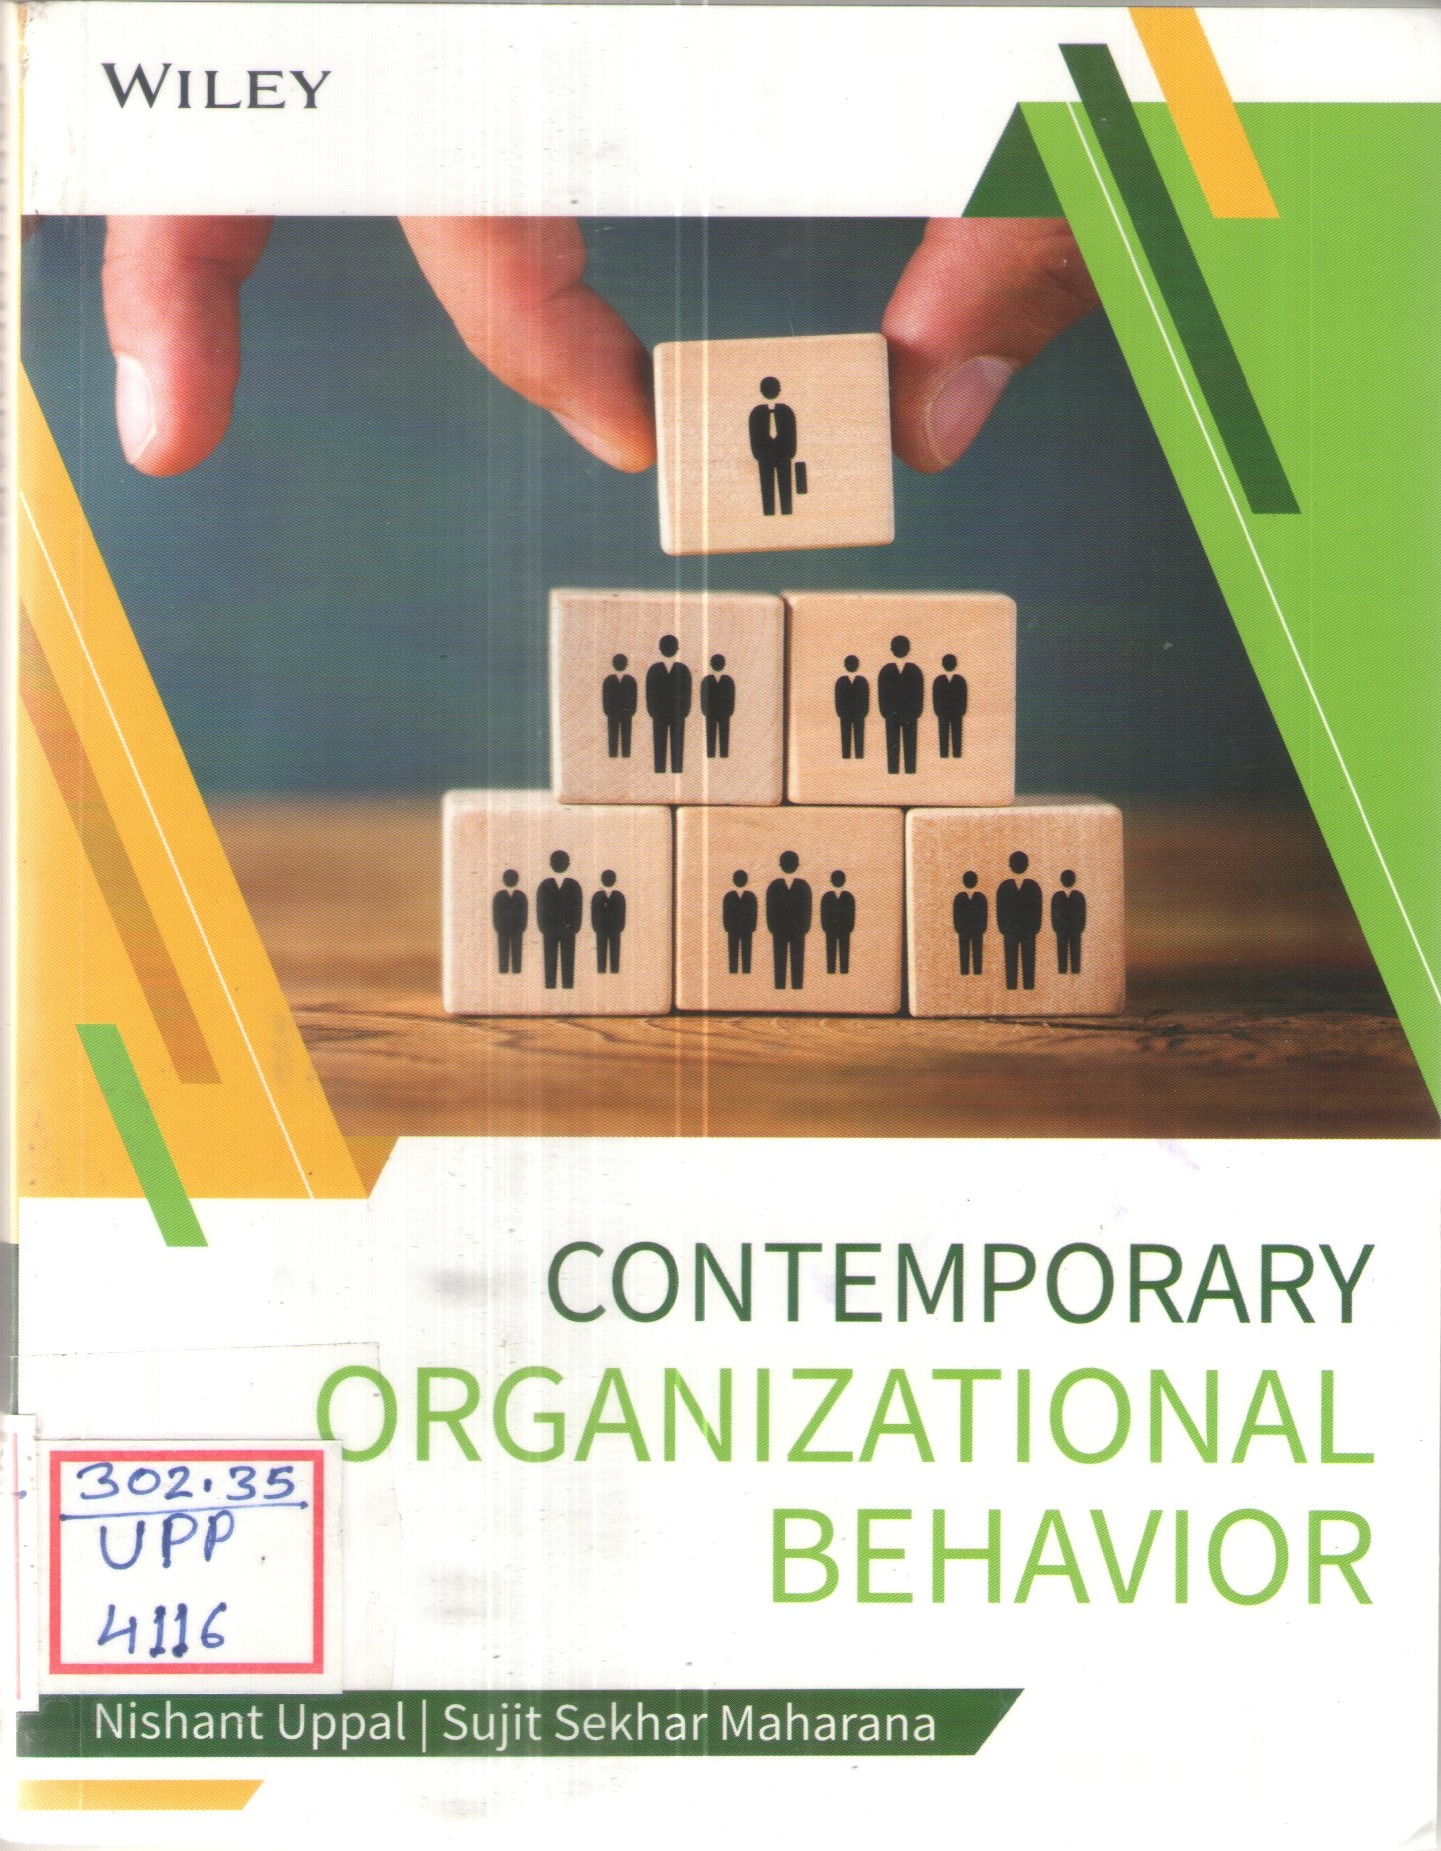 WILEY
CONTEMPORARY
ORGANIZATIONAL
BEHAVIOR
302.35
UPP
4116
Nishant Uppal | Sujit Sekhar Maharana